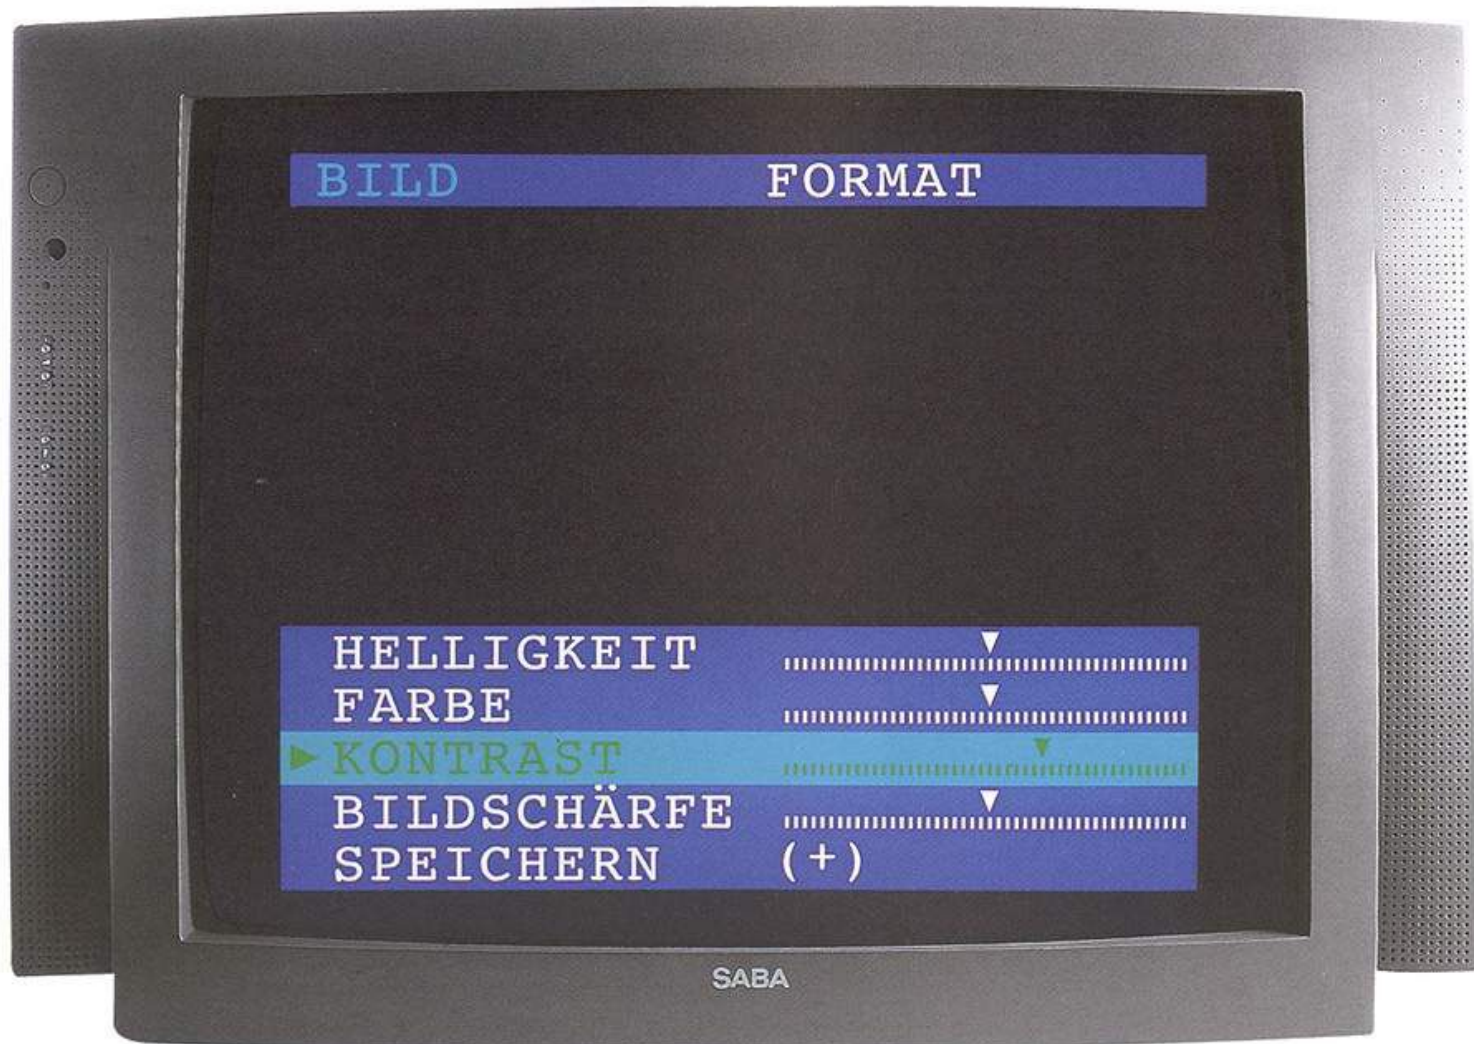 BILD FORMAT
HELLIGKEIT
FARBE
KONTRAST
BILDSCHÄRFE
SPEICHERN (+)
SABA